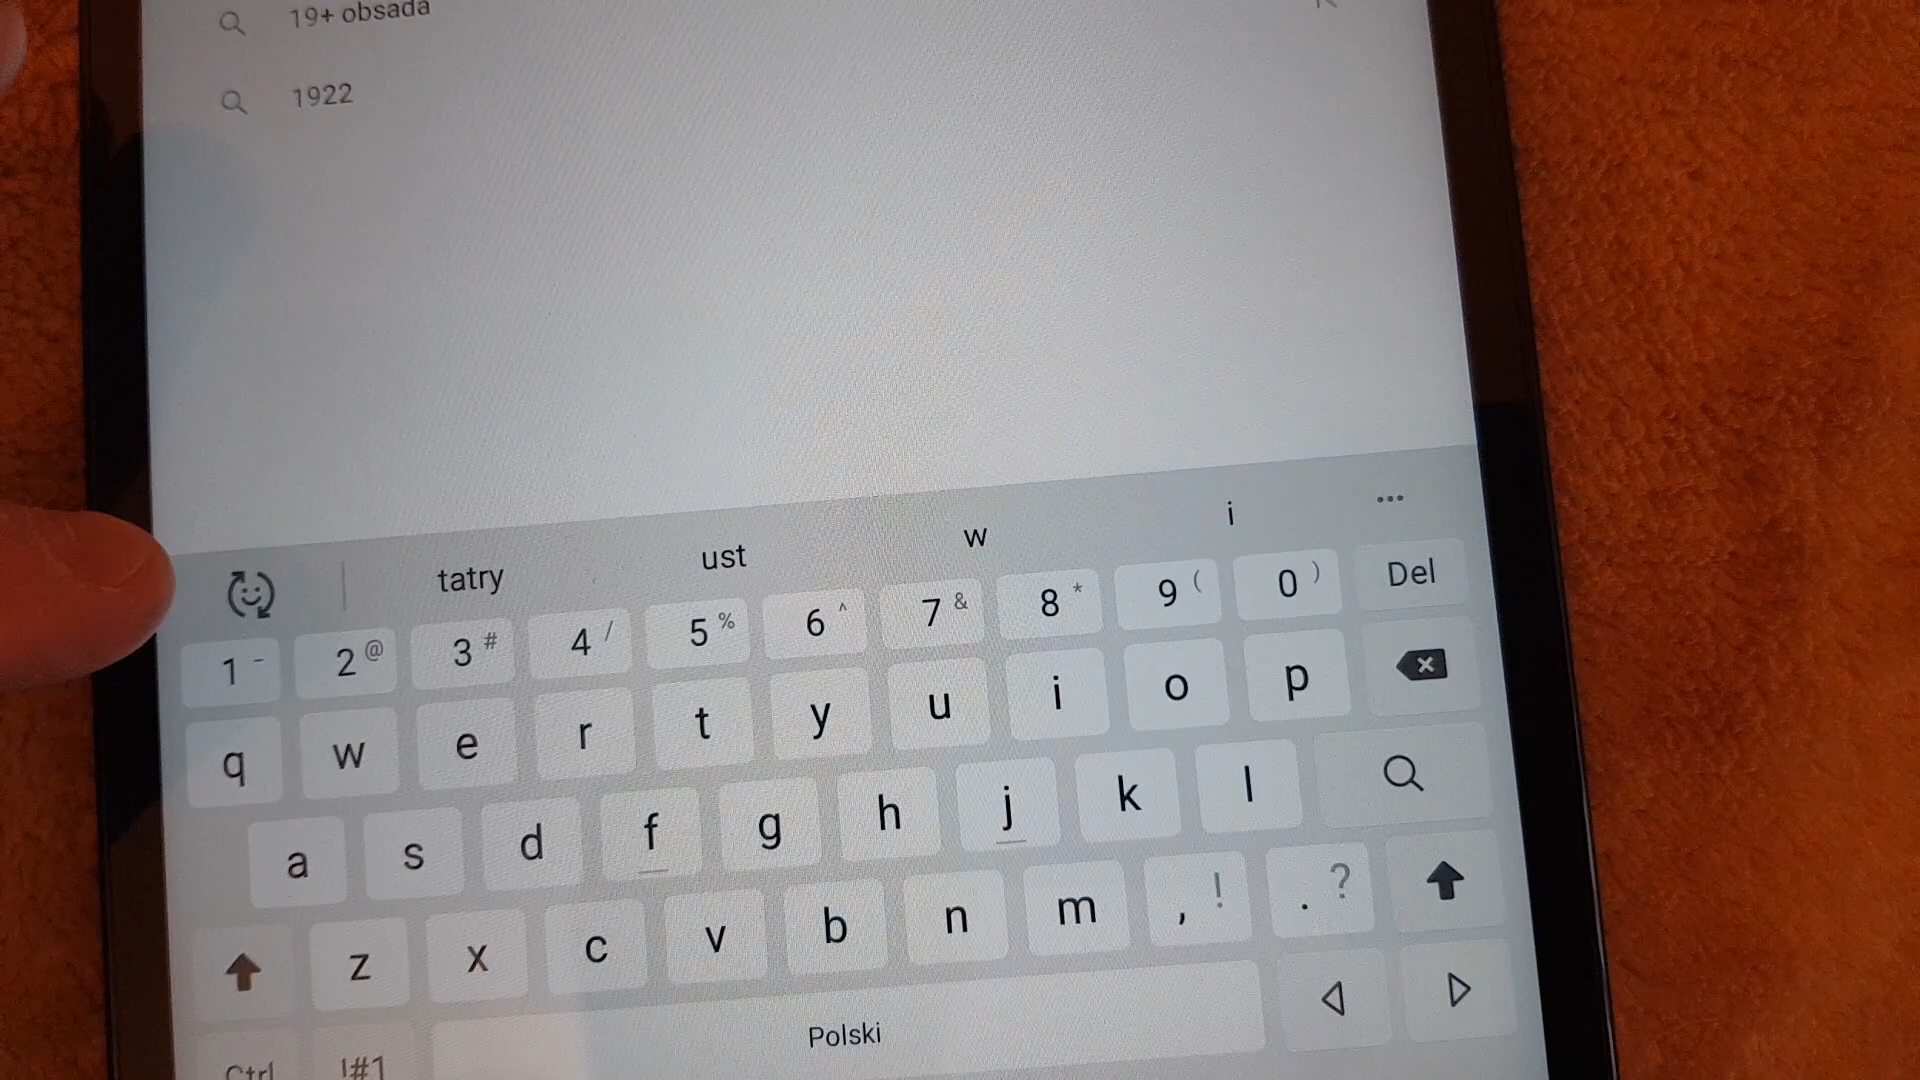 19+ obsada
1922
tatry ust w i ...
1 - 2 @ 3 # 4 / 5 % 6 ^ 7 & 8 * 9 ( 0 ) Del
q w e r t y u i o p
a s d f g h j k l
z x c v b n m , ! . ?
Ctrl !#1 Polski